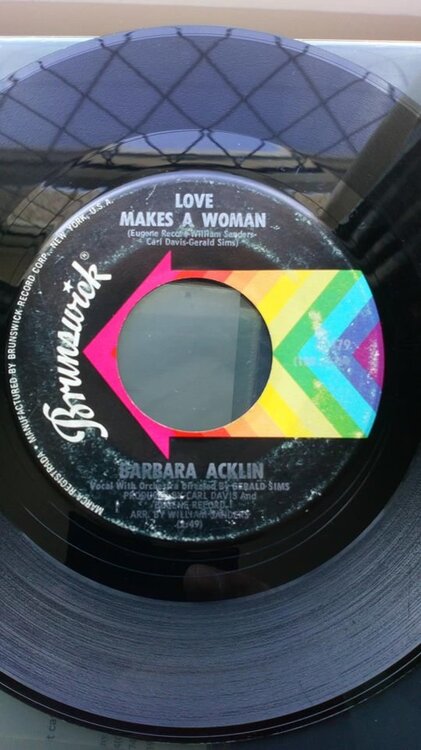 LOVE
MAKES A WOMAN
(Eugene Record-William Sanders-
Carl Davis-Gerald Sims)
Brunswick®
MARCA REGISTRADA • MANUFACTURED BY BRUNSWICK RECORD CORP., NEW YORK, U.S.A.
BARBARA ACKLIN
Vocal With Orchestra Directed By GERALD SIMS
PRODUCED BY CARL DAVIS And
EUGENE RECORD
ARR. BY WILLIAM SANDERS
(2:49)